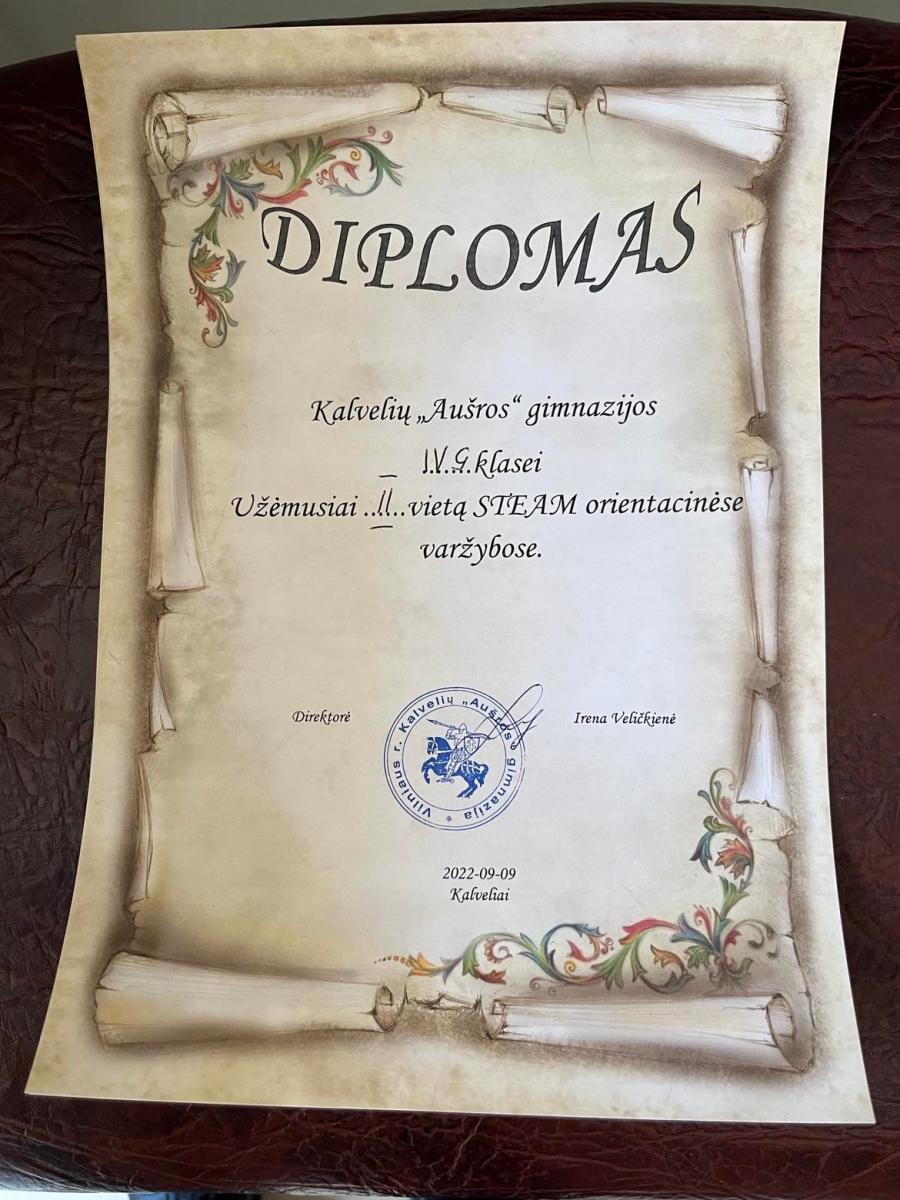 DIPLOMAS
Kalvelių „Aušros“ gimnazijos
IV G klasei
Užėmusiai ..II..vietą STEAM orientacinėse
varžybose.
Direktorė
Vilniaus r. Kalvelių „Aušros“ gimnazija *
Irena Veličkienė
2022-09-09
Kalveliai